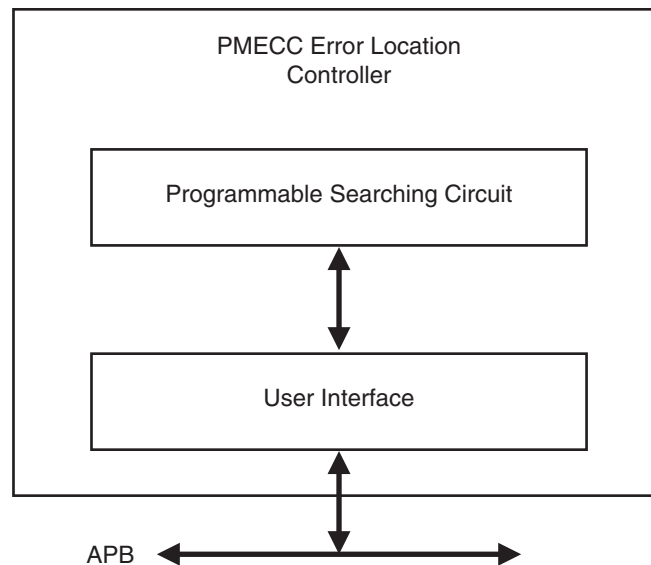 PMECC Error Location
Controller
Programmable Searching Circuit
User Interface
APB